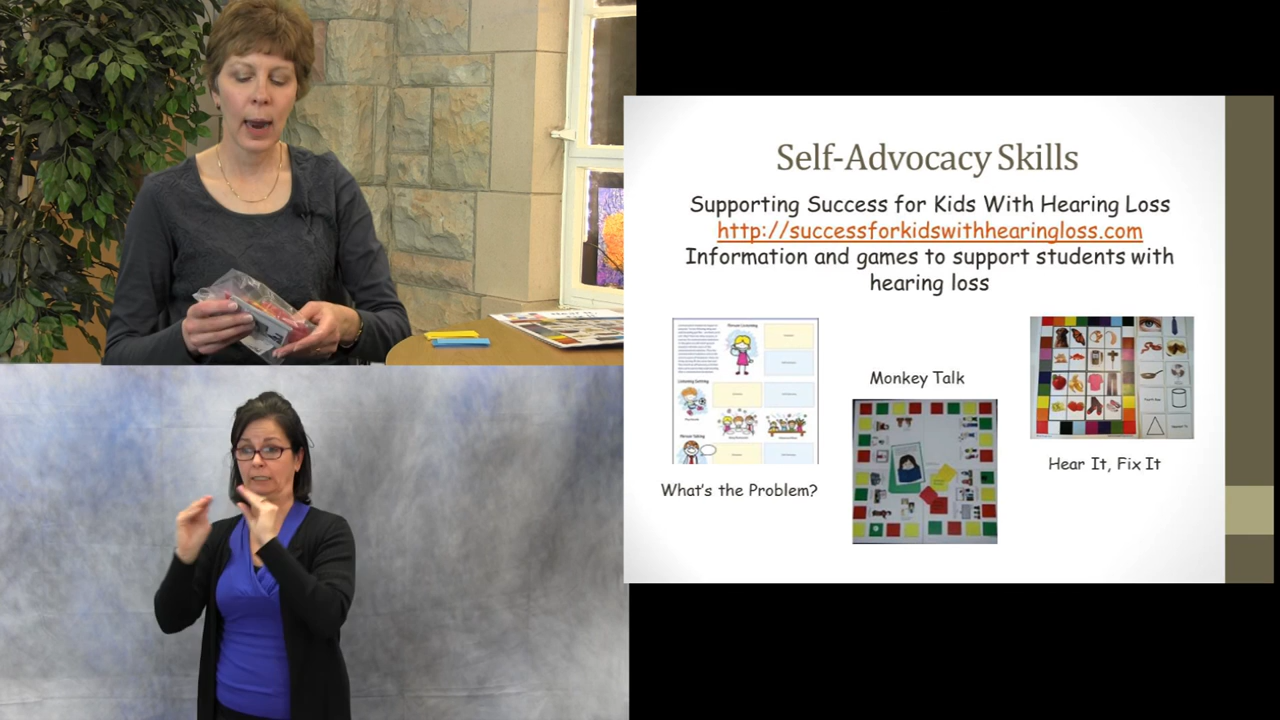 Self-Advocacy Skills
Supporting Success for Kids With Hearing Loss
http://successforkidswithhearingloss.com
Information and games to support students with
hearing loss
Monkey Talk
Hear It, Fix It
What's the Problem?